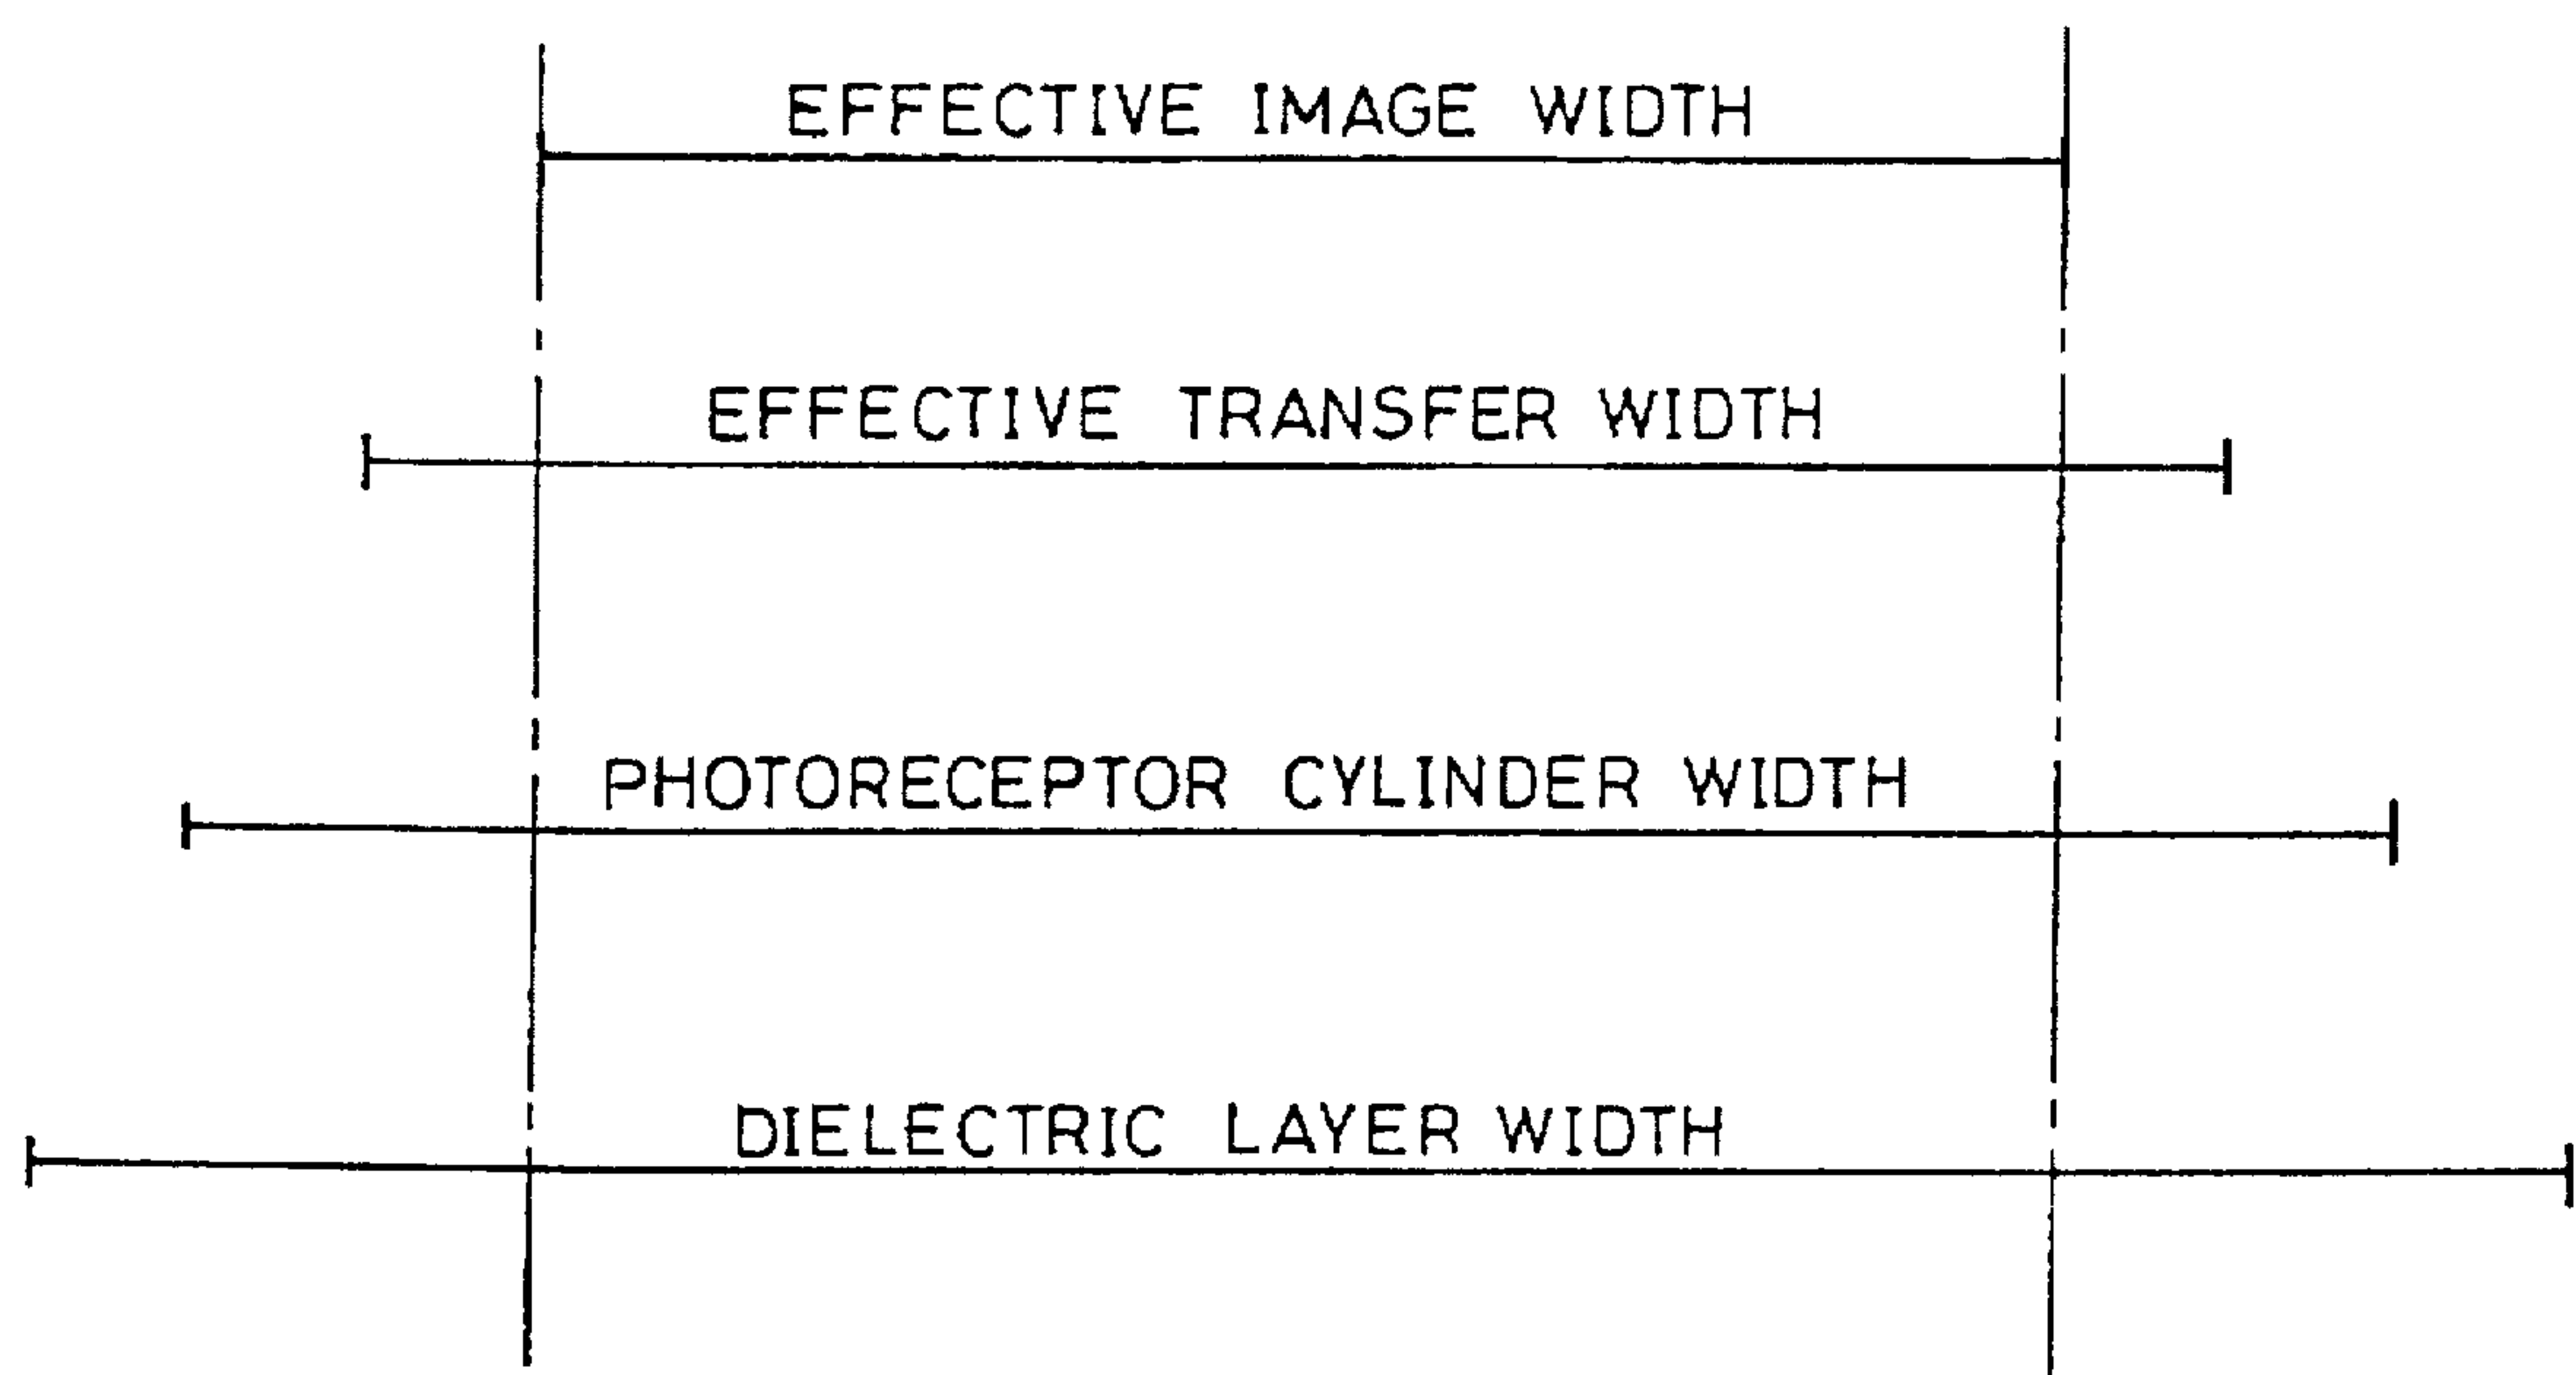 EFFECTIVE IMAGE WIDTH
EFFECTIVE TRANSFER WIDTH
PHOTORECEPTOR CYLINDER WIDTH
DIELECTRIC LAYER WIDTH